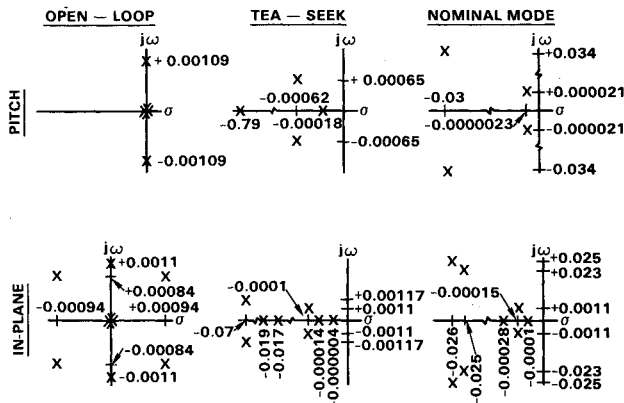 OPEN — LOOP
TEA — SEEK
NOMINAL MODE
PITCH
jω
+ 0.00109
σ
-0.00109
jω
+ 0.00065
-0.00062
σ
-0.79
-0.00018
-0.00065
jω
+0.034
-0.03
+0.000021
σ
-0.0000023
-0.000021
-0.034
IN-PLANE
jω
+0.0011
+0.00084
-0.00094
+0.00094
σ
-0.00084
-0.0011
jω
-0.0001
+0.00117
+0.0011
σ
-0.07
-0.0011
-0.00117
-0.019
-0.017
-0.00014
-0.00004
jω
+0.025
+0.023
-0.00015
+0.0011
σ
-0.0011
-0.026
-0.025
-0.00028
-0.0001
-0.023
-0.025